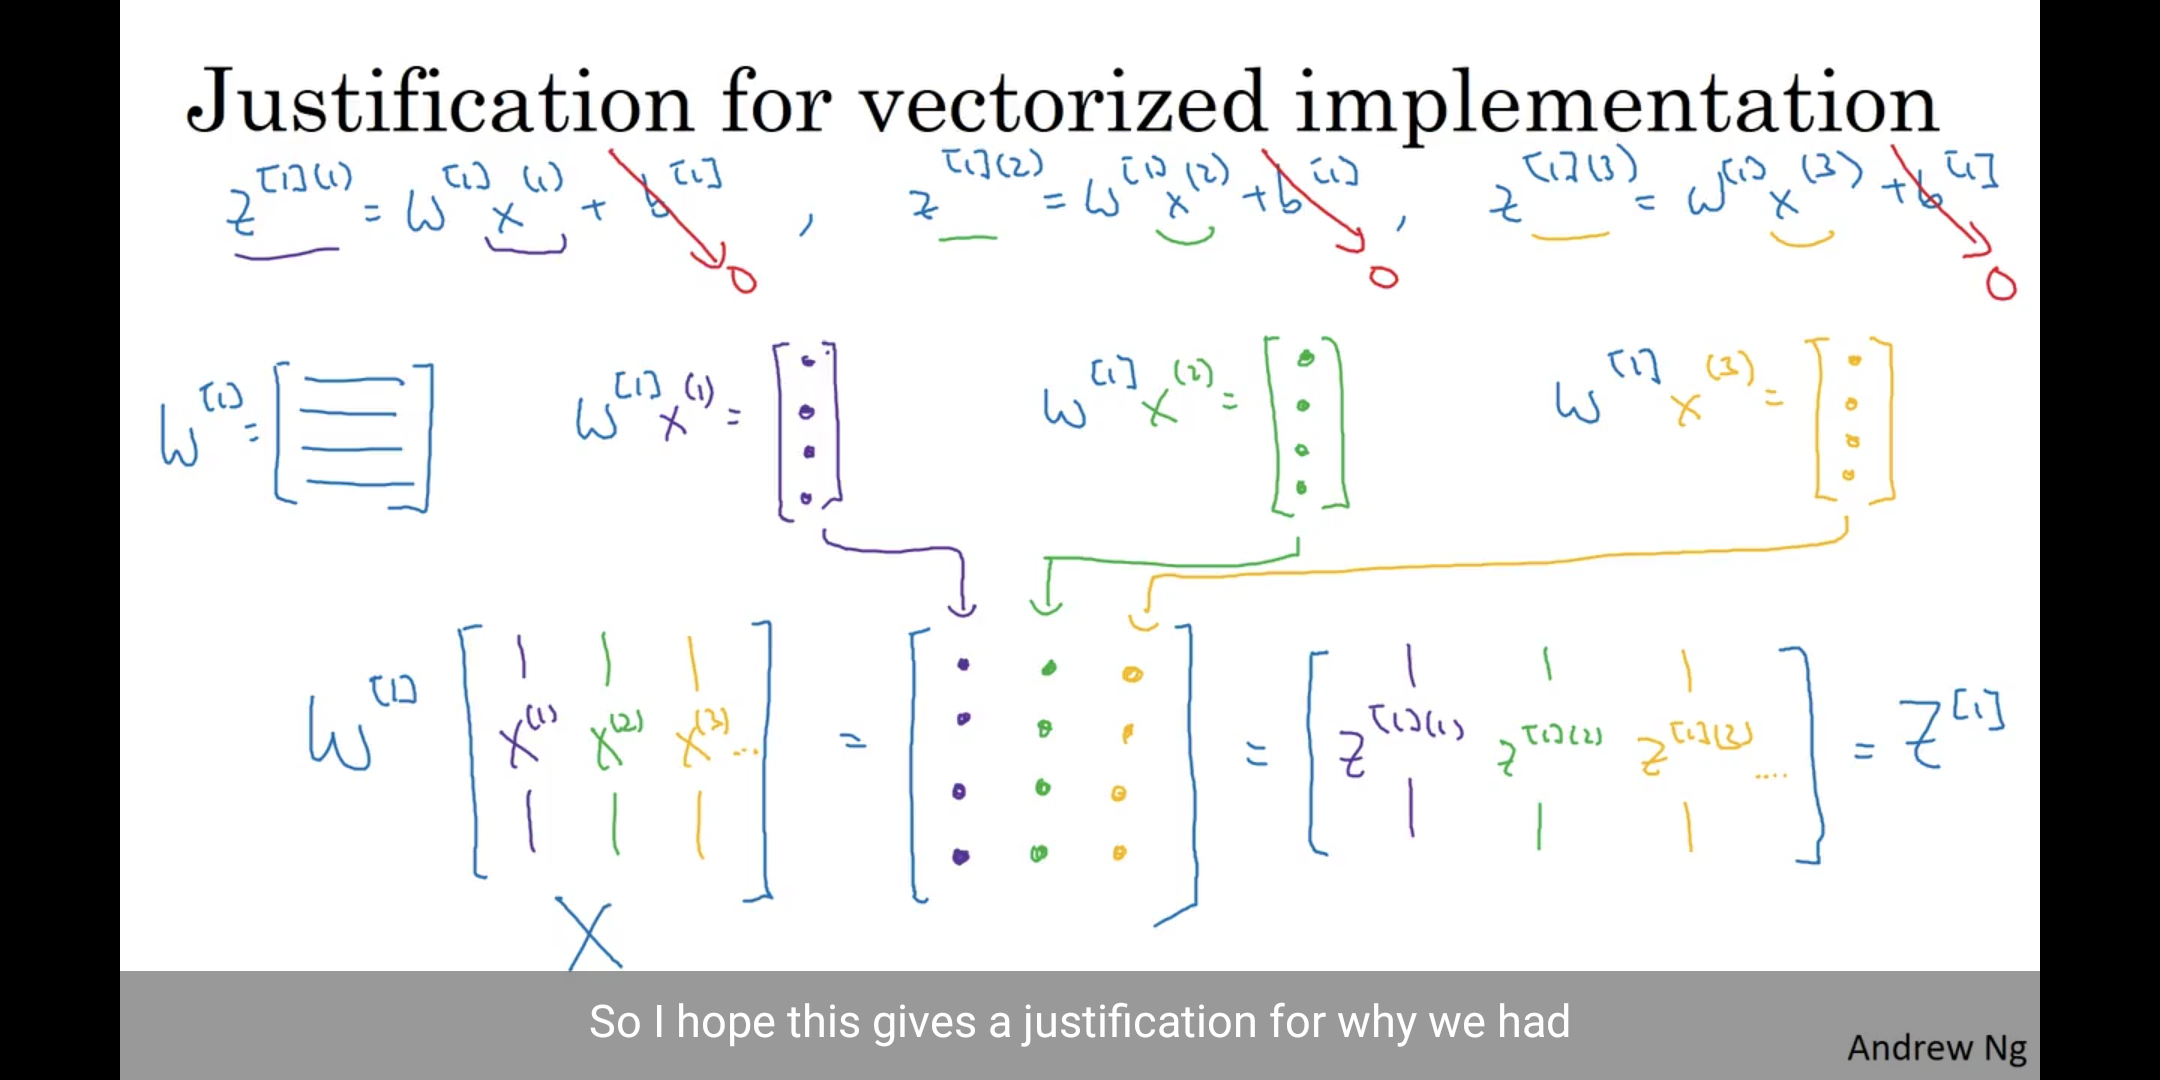 Justification for vectorized implementation
z^[1](1) = W^[1] x^(1) + b^[1] , z^[1](2) = W^[1] x^(2) + b^[1] , z^[1](3) = W^[1] x^(3) + b^[1]
0 0 0
W^[1] = W^[1] x^(1) = W^[1] x^(2) = W^[1] x^(3) =
W^[1] [ x^(1) x^(2) x^(3) ... ] = [ ] = [ z^[1](1) z^[1](2) z^[1](3) .... ] = Z^[1]
X
So I hope this gives a justification for why we had
Andrew Ng